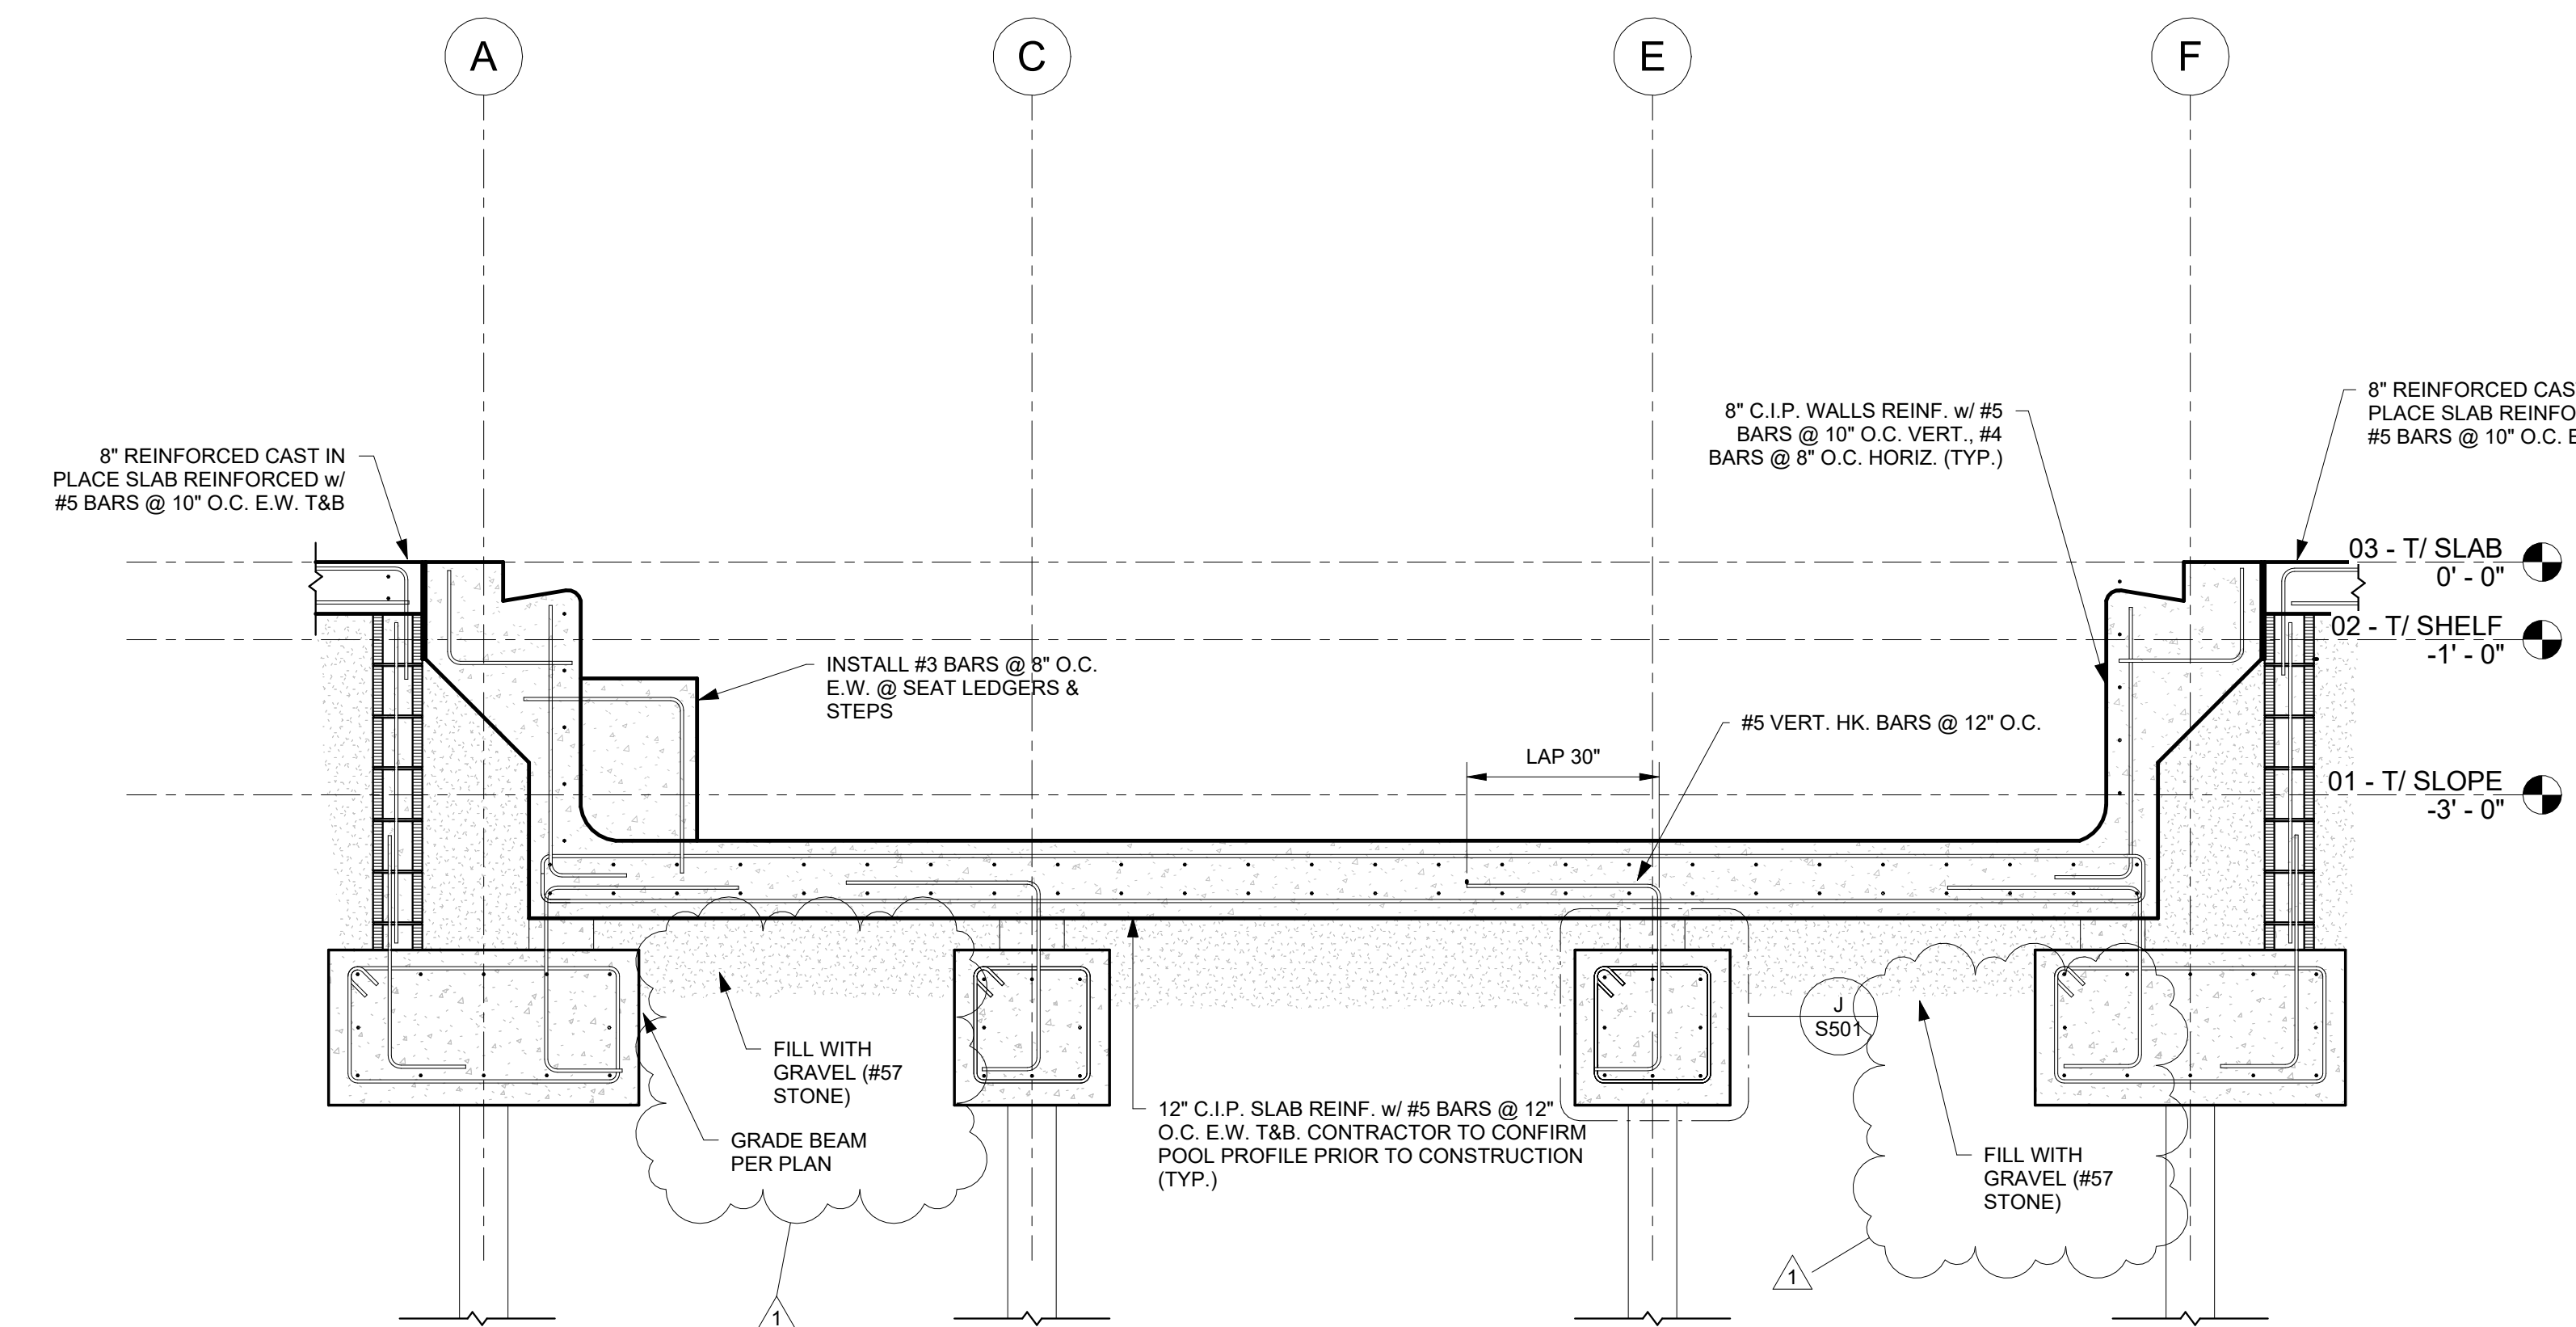 A
C
E
F
8" REINFORCED CAST IN
PLACE SLAB REINFORCED w/
#5 BARS @ 10" O.C. E.W. T&B
8" C.I.P. WALLS REINF. w/ #5
BARS @ 10" O.C. VERT., #4
BARS @ 8" O.C. HORIZ. (TYP.)
8" REINFORCED CAS
PLACE SLAB REINFO
#5 BARS @ 10" O.C. E
03 - T/ SLAB
0' - 0"
02 - T/ SHELF
-1' - 0"
01 - T/ SLOPE
-3' - 0"
INSTALL #3 BARS @ 8" O.C.
E.W. @ SEAT LEDGERS &
STEPS
#5 VERT. HK. BARS @ 12" O.C.
LAP 30"
J
S501
FILL WITH
GRAVEL (#57
STONE)
GRADE BEAM
PER PLAN
12" C.I.P. SLAB REINF. w/ #5 BARS @ 12"
O.C. E.W. T&B. CONTRACTOR TO CONFIRM
POOL PROFILE PRIOR TO CONSTRUCTION
(TYP.)
FILL WITH
GRAVEL (#57
STONE)
1
1